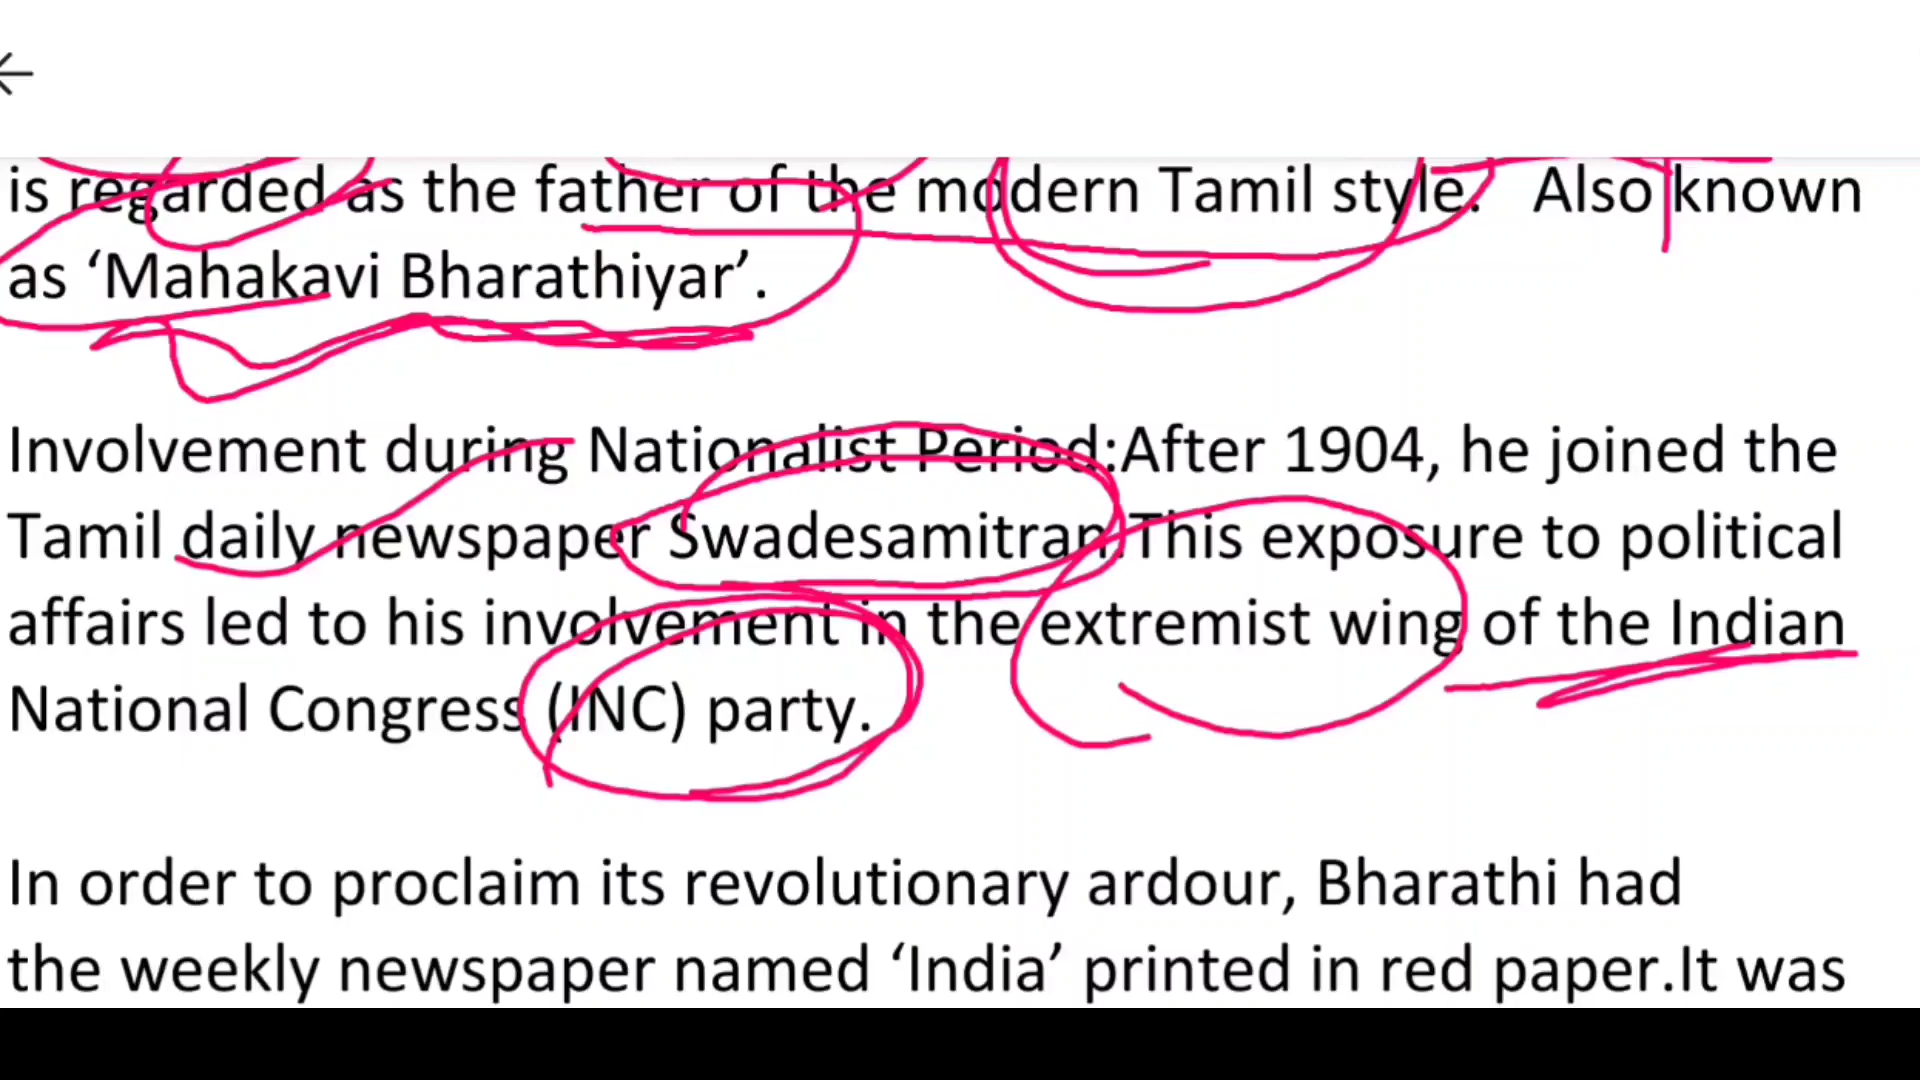 is regarded as the father of the modern Tamil style. Also known
as ‘Mahakavi Bharathiyar’.
Involvement during Nationalist Period:After 1904, he joined the
Tamil daily newspaper Swadesamitran.This exposure to political
affairs led to his involvement in the extremist wing of the Indian
National Congress (INC) party.
In order to proclaim its revolutionary ardour, Bharathi had
the weekly newspaper named ‘India’ printed in red paper.It was